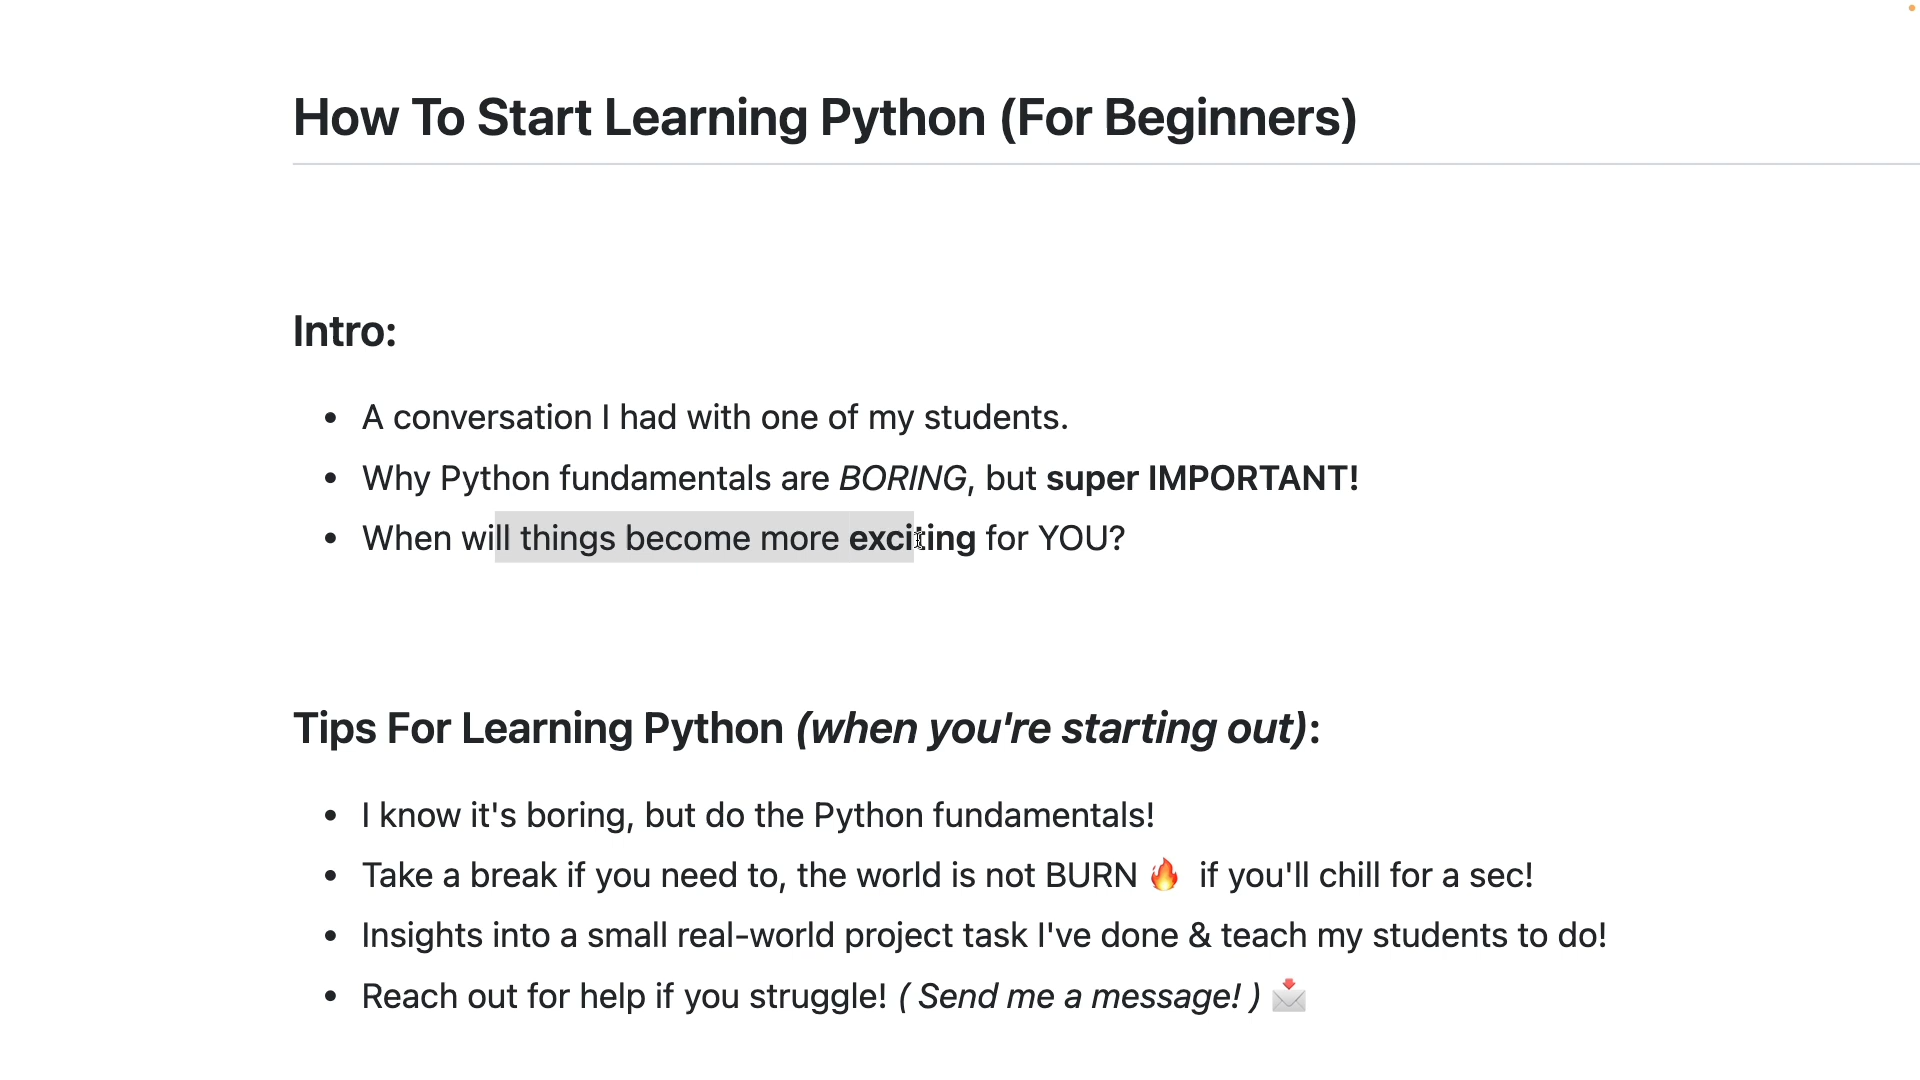 How To Start Learning Python (For Beginners)
Intro:
• A conversation I had with one of my students.
• Why Python fundamentals are BORING, but super IMPORTANT!
• When will things become more exciting for YOU?
Tips For Learning Python (when you're starting out):
• I know it's boring, but do the Python fundamentals!
• Take a break if you need to, the world is not BURN 🔥 if you'll chill for a sec!
• Insights into a small real-world project task I've done & teach my students to do!
• Reach out for help if you struggle! ( Send me a message! ) 📩